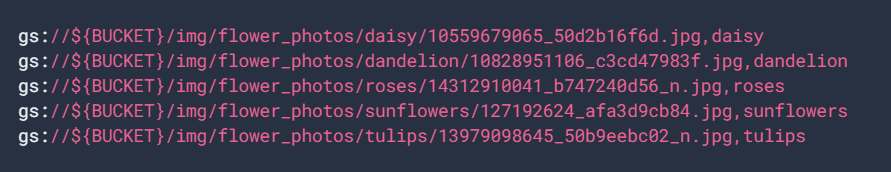 gs://${BUCKET}/img/flower_photos/daisy/10559679065_50d2b16f6d.jpg,daisy
gs://${BUCKET}/img/flower_photos/dandelion/10828951106_c3cd47983f.jpg,dandelion
gs://${BUCKET}/img/flower_photos/roses/14312910041_b747240d56_n.jpg,roses
gs://${BUCKET}/img/flower_photos/sunflowers/127192624_afa3d9cb84.jpg,sunflowers
gs://${BUCKET}/img/flower_photos/tulips/13979098645_50b9eebc02_n.jpg,tulips